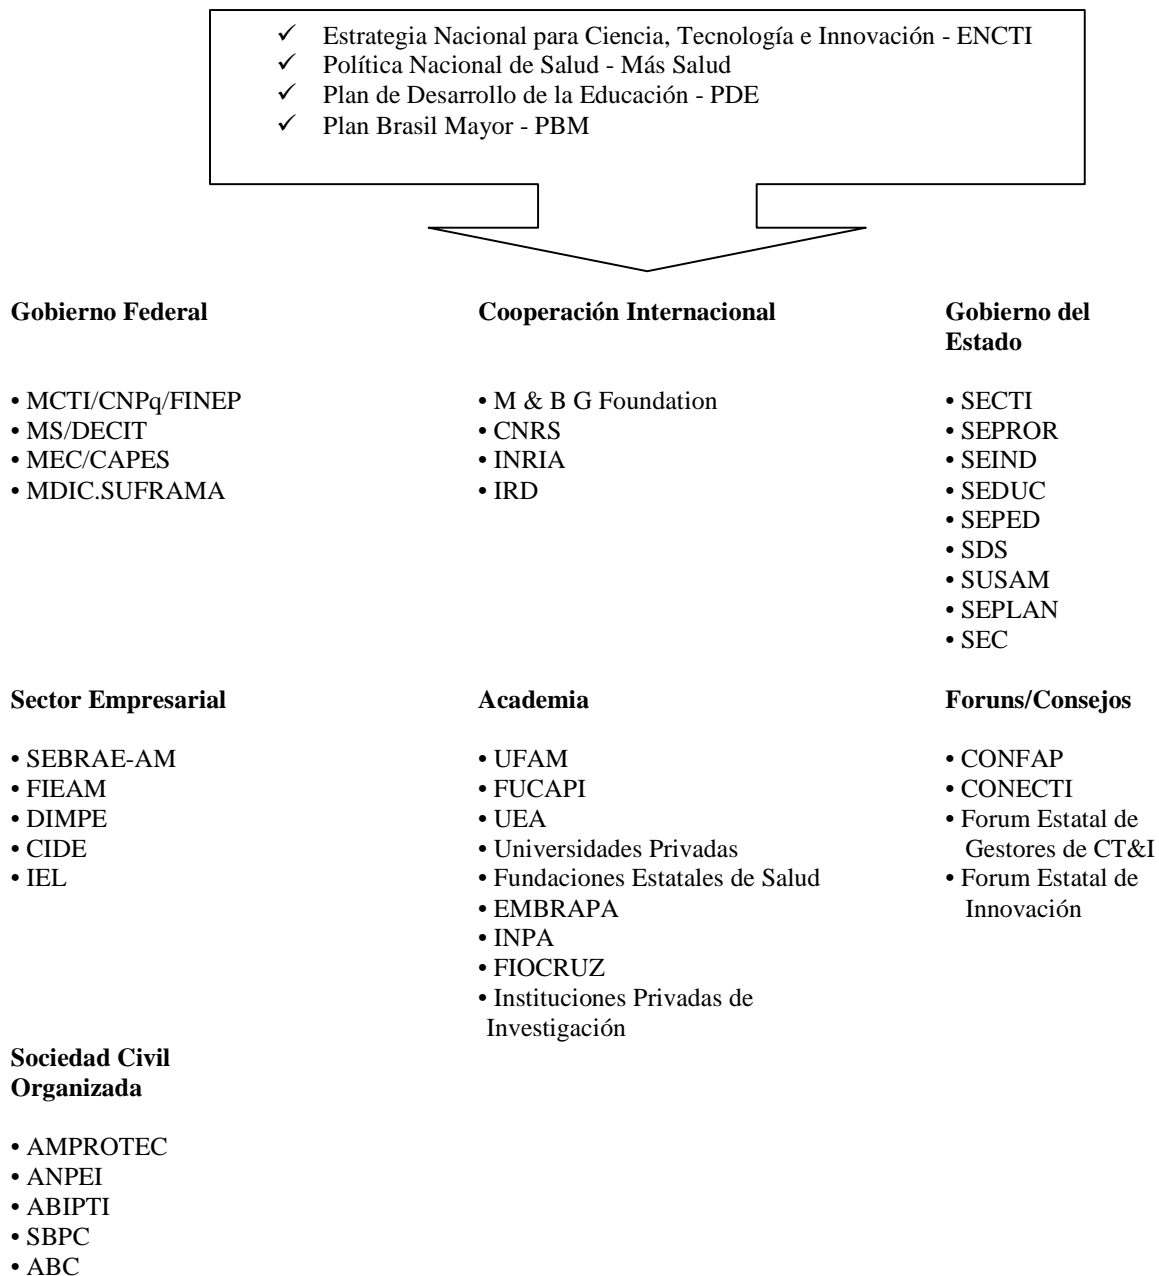 ✓ Estrategia Nacional para Ciencia, Tecnología e Innovación - ENCTI
✓ Política Nacional de Salud - Más Salud
✓ Plan de Desarrollo de la Educación - PDE
✓ Plan Brasil Mayor - PBM
Gobierno Federal
• MCTI/CNPq/FINEP
• MS/DECIT
• MEC/CAPES
• MDIC.SUFRAMA
Cooperación Internacional
• M & B G Foundation
• CNRS
• INRIA
• IRD
Gobierno del
Estado
• SECTI
• SEPROR
• SEIND
• SEDUC
• SEPED
• SDS
• SUSAM
• SEPLAN
• SEC
Sector Empresarial
• SEBRAE-AM
• FIEAM
• DIMPE
• CIDE
• IEL
Academia
• UFAM
• FUCAPI
• UEA
• Universidades Privadas
• Fundaciones Estatales de Salud
• EMBRAPA
• INPA
• FIOCRUZ
• Instituciones Privadas de
Investigación
Foruns/Consejos
• CONFAP
• CONECTI
• Forum Estatal de
Gestores de CT&I
• Forum Estatal de
Innovación
Sociedad Civil
Organizada
• AMPROTEC
• ANPEI
• ABIPTI
• SBPC
• ABC